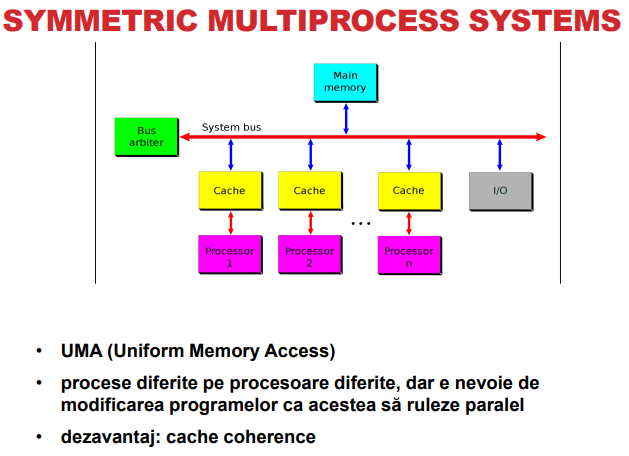 SYMMETRIC MULTIPROCESS SYSTEMS
Main
memory
Bus
arbiter
System bus
Cache
Cache
Cache
I/O
...
Processor
1
Processor
2
Processor
n
• UMA (Uniform Memory Access)
• procese diferite pe procesoare diferite, dar e nevoie de
modificarea programelor ca acestea să ruleze paralel
• dezavantaj: cache coherence